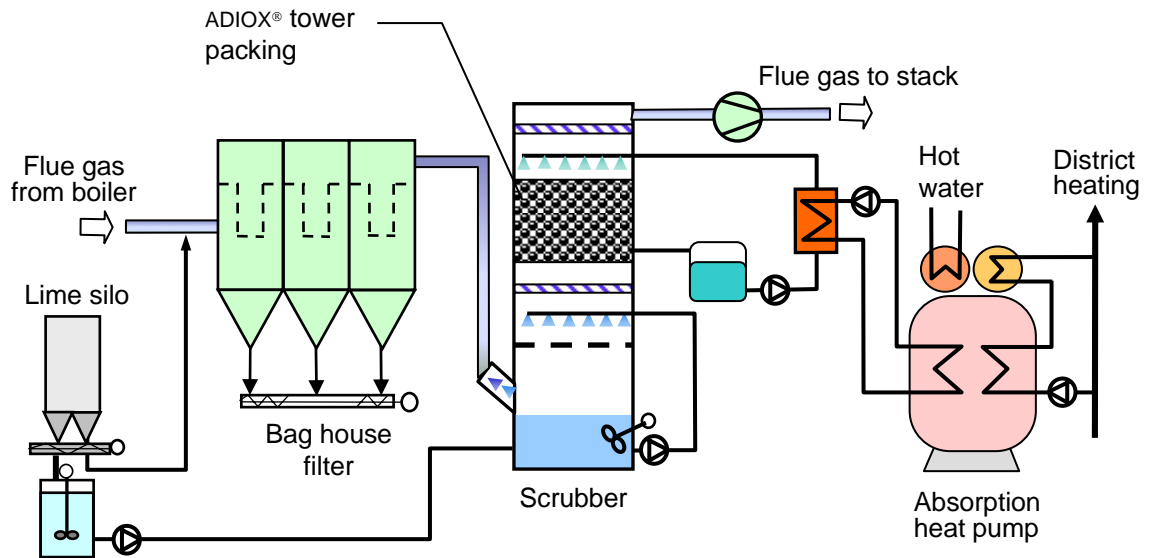 ADIOX® tower
packing
Flue gas to stack
Flue gas
from boiler
Hot
water
District
heating
Lime silo
Bag house
filter
Scrubber
Absorption
heat pump